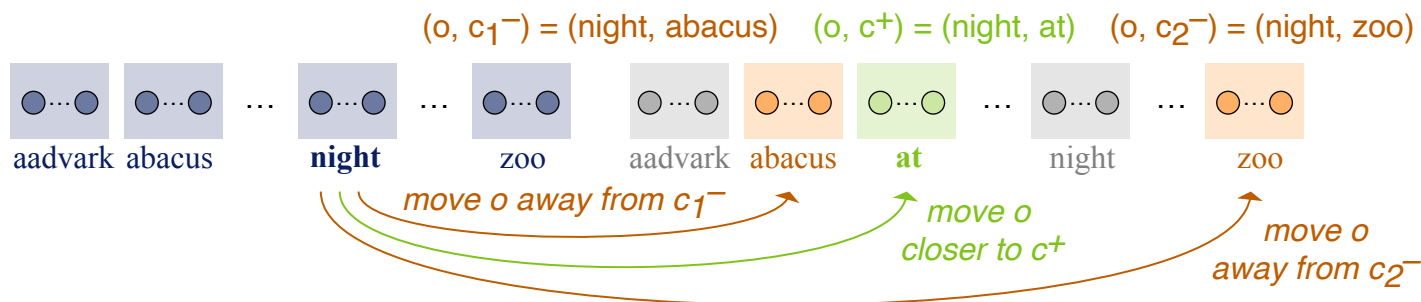 (o, c1–) = (night, abacus) (o, c+) = (night, at) (o, c2–) = (night, zoo)
... ... ... ... ... ... ... ... ... ... ... ... ...
aadvark abacus night zoo aadvark abacus at night zoo
move o away from c1–
move o
closer to c+
move o
away from c2–